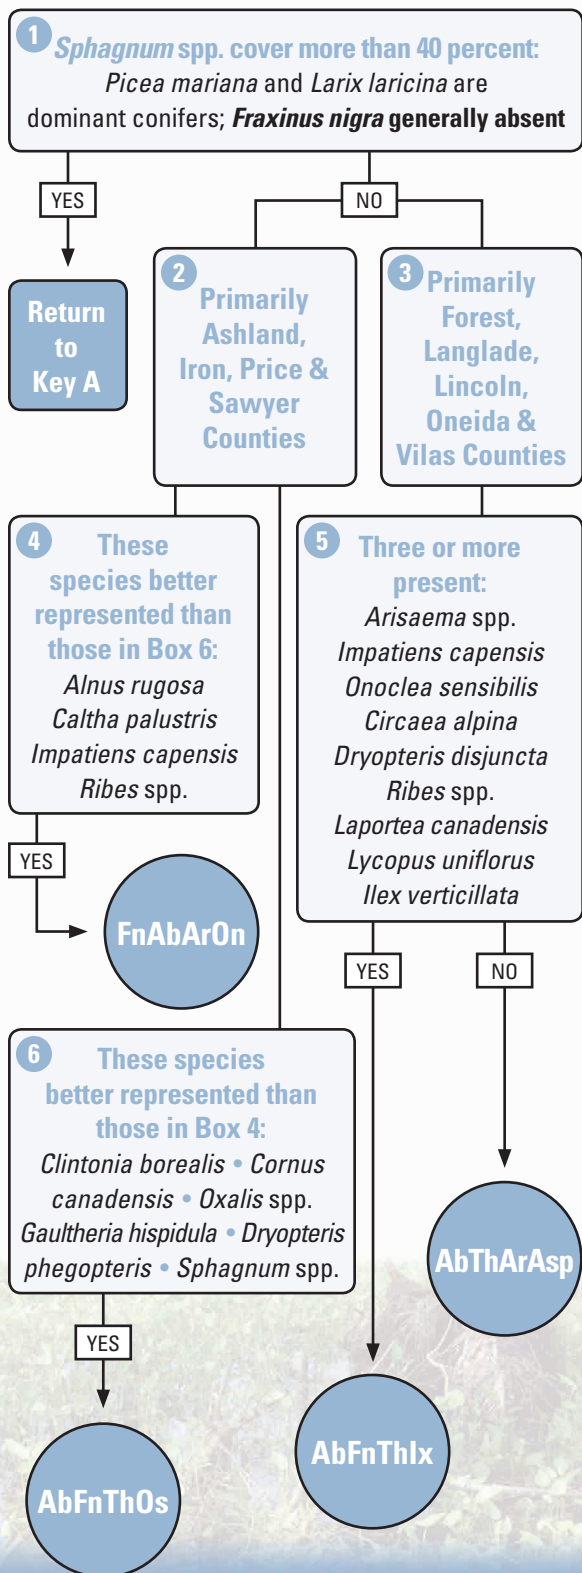 1
Sphagnum spp. cover more than 40 percent:
Picea mariana and Larix laricina are
dominant conifers; Fraxinus nigra generally absent
YES
NO
Return
to
Key A
2
Primarily
Ashland,
Iron, Price &
Sawyer
Counties
3
Primarily
Forest,
Langlade,
Lincoln,
Oneida &
Vilas Counties
4
These
species better
represented than
those in Box 6:
Alnus rugosa
Caltha palustris
Impatiens capensis
Ribes spp.
YES
FnAbArOn
5
Three or more
present:
Arisaema spp.
Impatiens capensis
Onoclea sensibilis
Circaea alpina
Dryopteris disjuncta
Ribes spp.
Laportea canadensis
Lycopus uniflorus
Ilex verticillata
YES
NO
6
These species
better represented than
those in Box 4:
Clintonia borealis • Cornus
canadensis • Oxalis spp.
Gaultheria hispidula • Dryopteris
phegopteris • Sphagnum spp.
YES
AbThArAsp
AbFnThIx
AbFnThOs